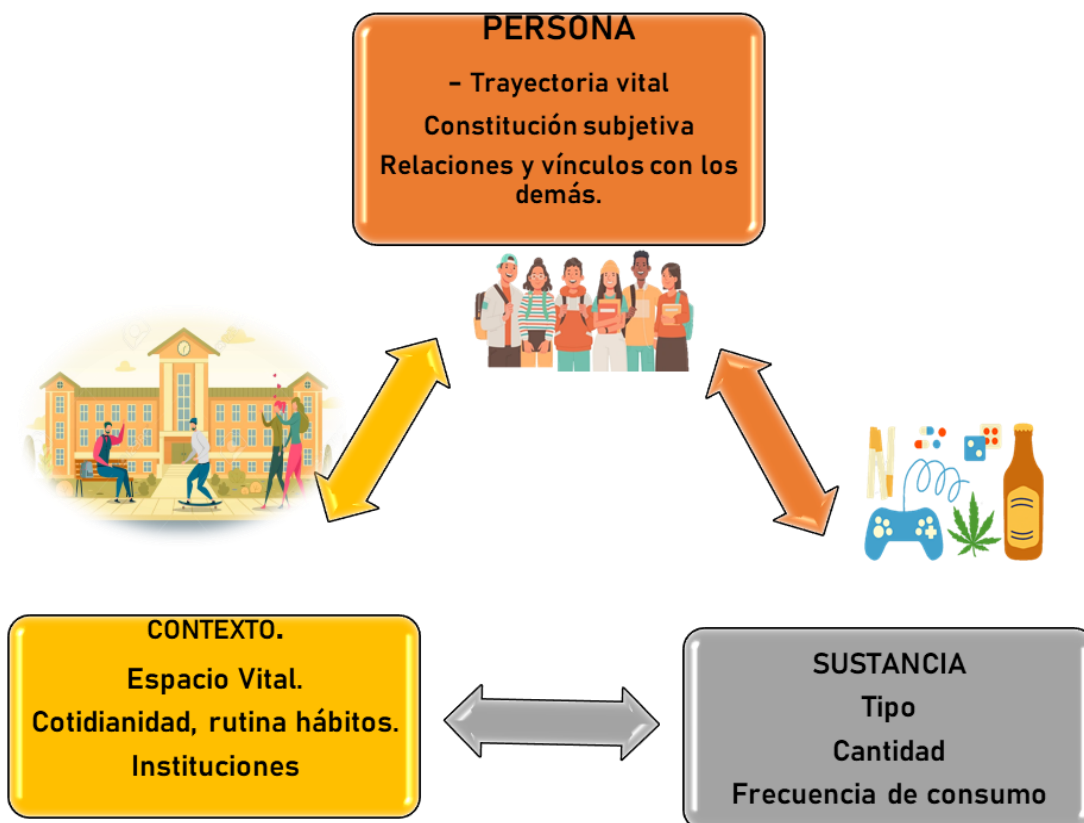 PERSONA
- Trayectoria vital
Constitución subjetiva
Relaciones y vínculos con los
demás.
CONTEXTO.
Espacio Vital.
Cotidianidad, rutina hábitos.
Instituciones
SUSTANCIA
Tipo
Cantidad
Frecuencia de consumo